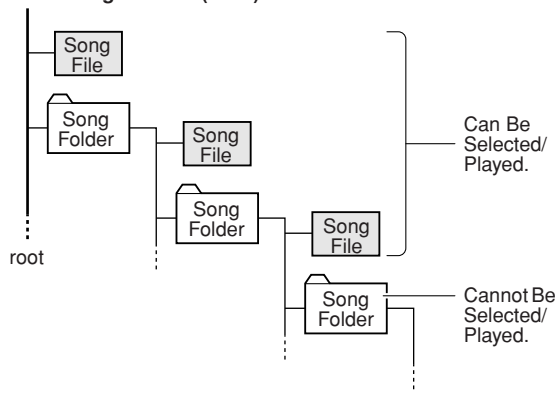 Song
File
Song
Folder
Song
File
Can Be
Selected/
Played.
Song
Folder
Song
File
root
Song
Folder
Cannot Be
Selected/
Played.